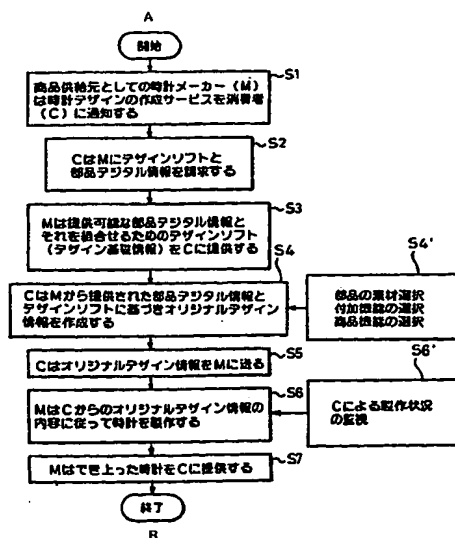 A
開始
S1
商品供給元としての時計メーカー(M)
は時計デザインの作成サービスを消費者
(C)に通知する
S2
CはMにデザインソフトと
部品デジタル情報を請求する
S3
Mは提供可能な部品デジタル情報と
それを組合せるためのデザインソフト
(デザイン基礎情報)をCに提供する
S4
CはMから提供された部品デジタル情報と
デザインソフトに基づきオリジナルデザイン
情報を作成する
S4'
部品の素材選択
付加機能の選択
商品機能の選択
S5
Cはオリジナルデザイン情報をMに送る
S6
MはCからのオリジナルデザイン情報の
内容に従って時計を製作する
S6'
Cによる製作状況
の監視
S7
Mはでき上った時計をCに提供する
終了
B